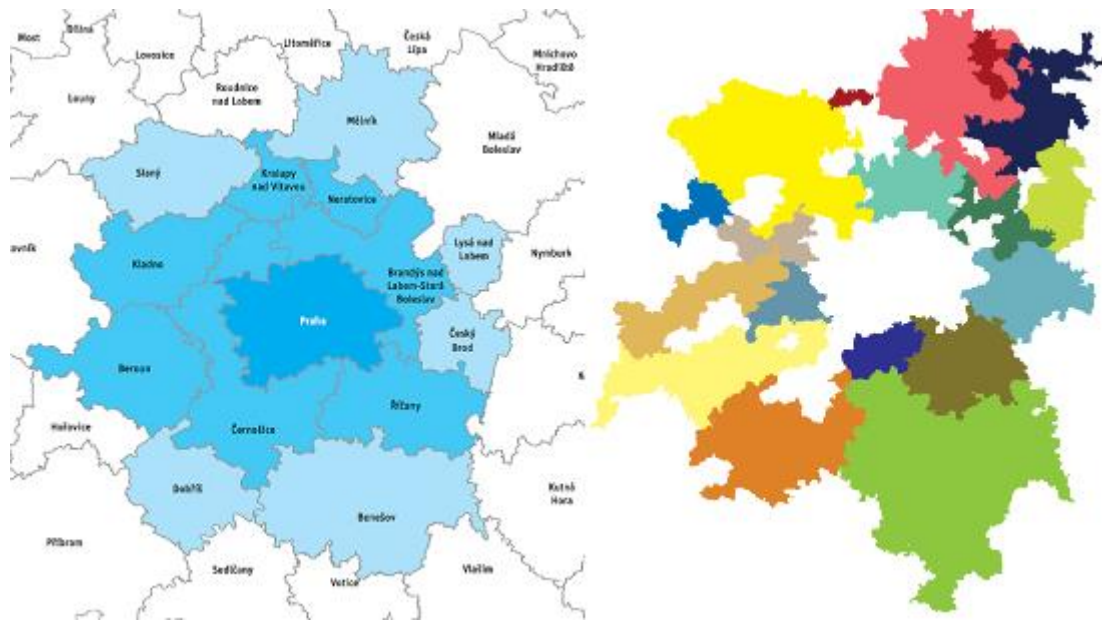 Most
Bílina
Lovosice
Litoměřice
Česká
Lípa
Mnichovo
Hradiště
Louny
Roudnice
nad Labem
Mělník
Mladá
Boleslav
Slaný
Kralupy
nad Vltavou
Neratovice
ovník
Kladno
Lysá nad
Labem
Nymburk
Brandýs nad
Labem-Stará
Boleslav
Praha
Český
Brod
Beroun
Říčany
Hořovice
Černošice
Dobříš
Benešov
Kutná
Hora
Příbram
Sedlčany
Votice
Vlašim